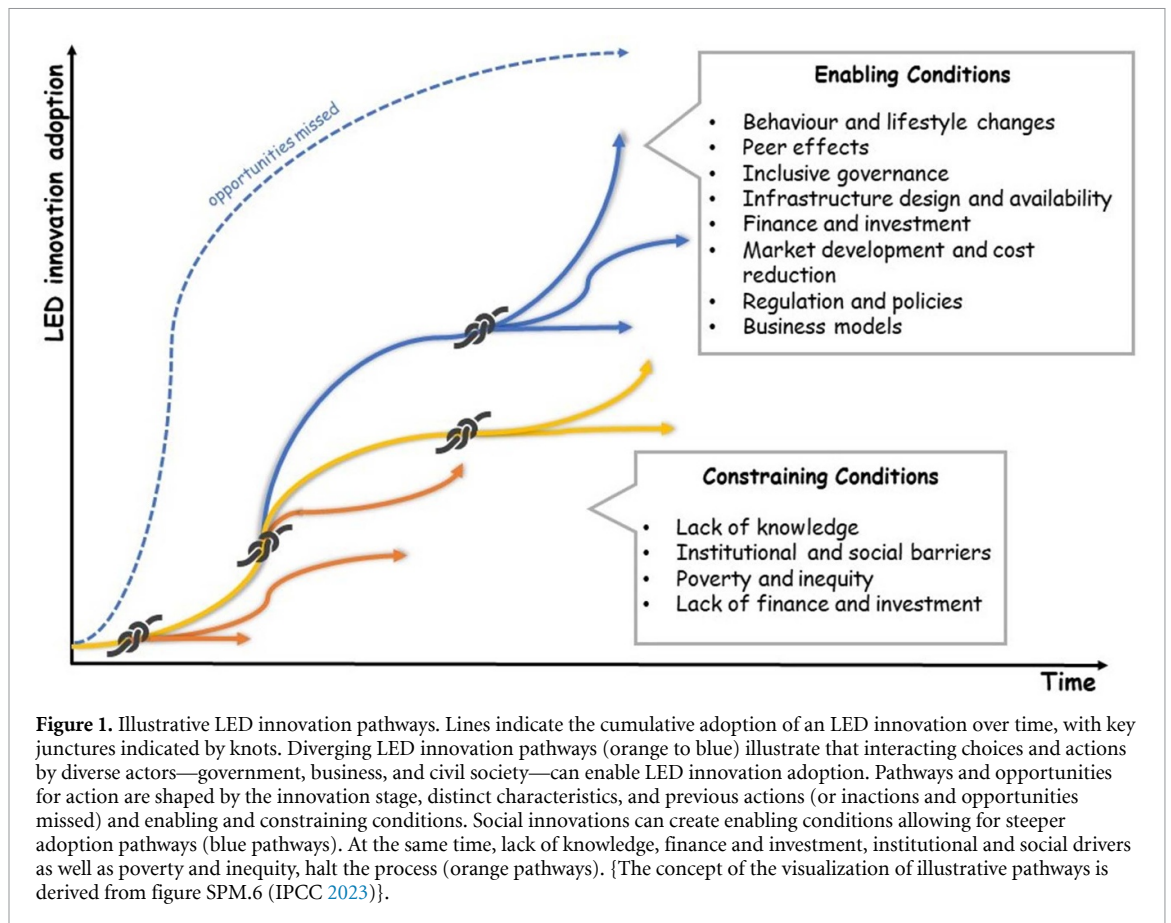 LED innovation adoption
opportunities missed
Enabling Conditions
• Behaviour and lifestyle changes
• Peer effects
• Inclusive governance
• Infrastructure design and availability
• Finance and investment
• Market development and cost
reduction
• Regulation and policies
• Business models
Constraining Conditions
• Lack of knowledge
• Institutional and social barriers
• Poverty and inequity
• Lack of finance and investment
Time
Figure 1. Illustrative LED innovation pathways. Lines indicate the cumulative adoption of an LED innovation over time, with key
junctures indicated by knots. Diverging LED innovation pathways (orange to blue) illustrate that interacting choices and actions
by diverse actors—government, business, and civil society—can enable LED innovation adoption. Pathways and opportunities
for action are shaped by the innovation stage, distinct characteristics, and previous actions (or inactions and opportunities
missed) and enabling and constraining conditions. Social innovations can create enabling conditions allowing for steeper
adoption pathways (blue pathways). At the same time, lack of knowledge, finance and investment, institutional and social drivers
as well as poverty and inequity, halt the process (orange pathways). {The concept of the visualization of illustrative pathways is
derived from figure SPM.6 (IPCC 2023)}.